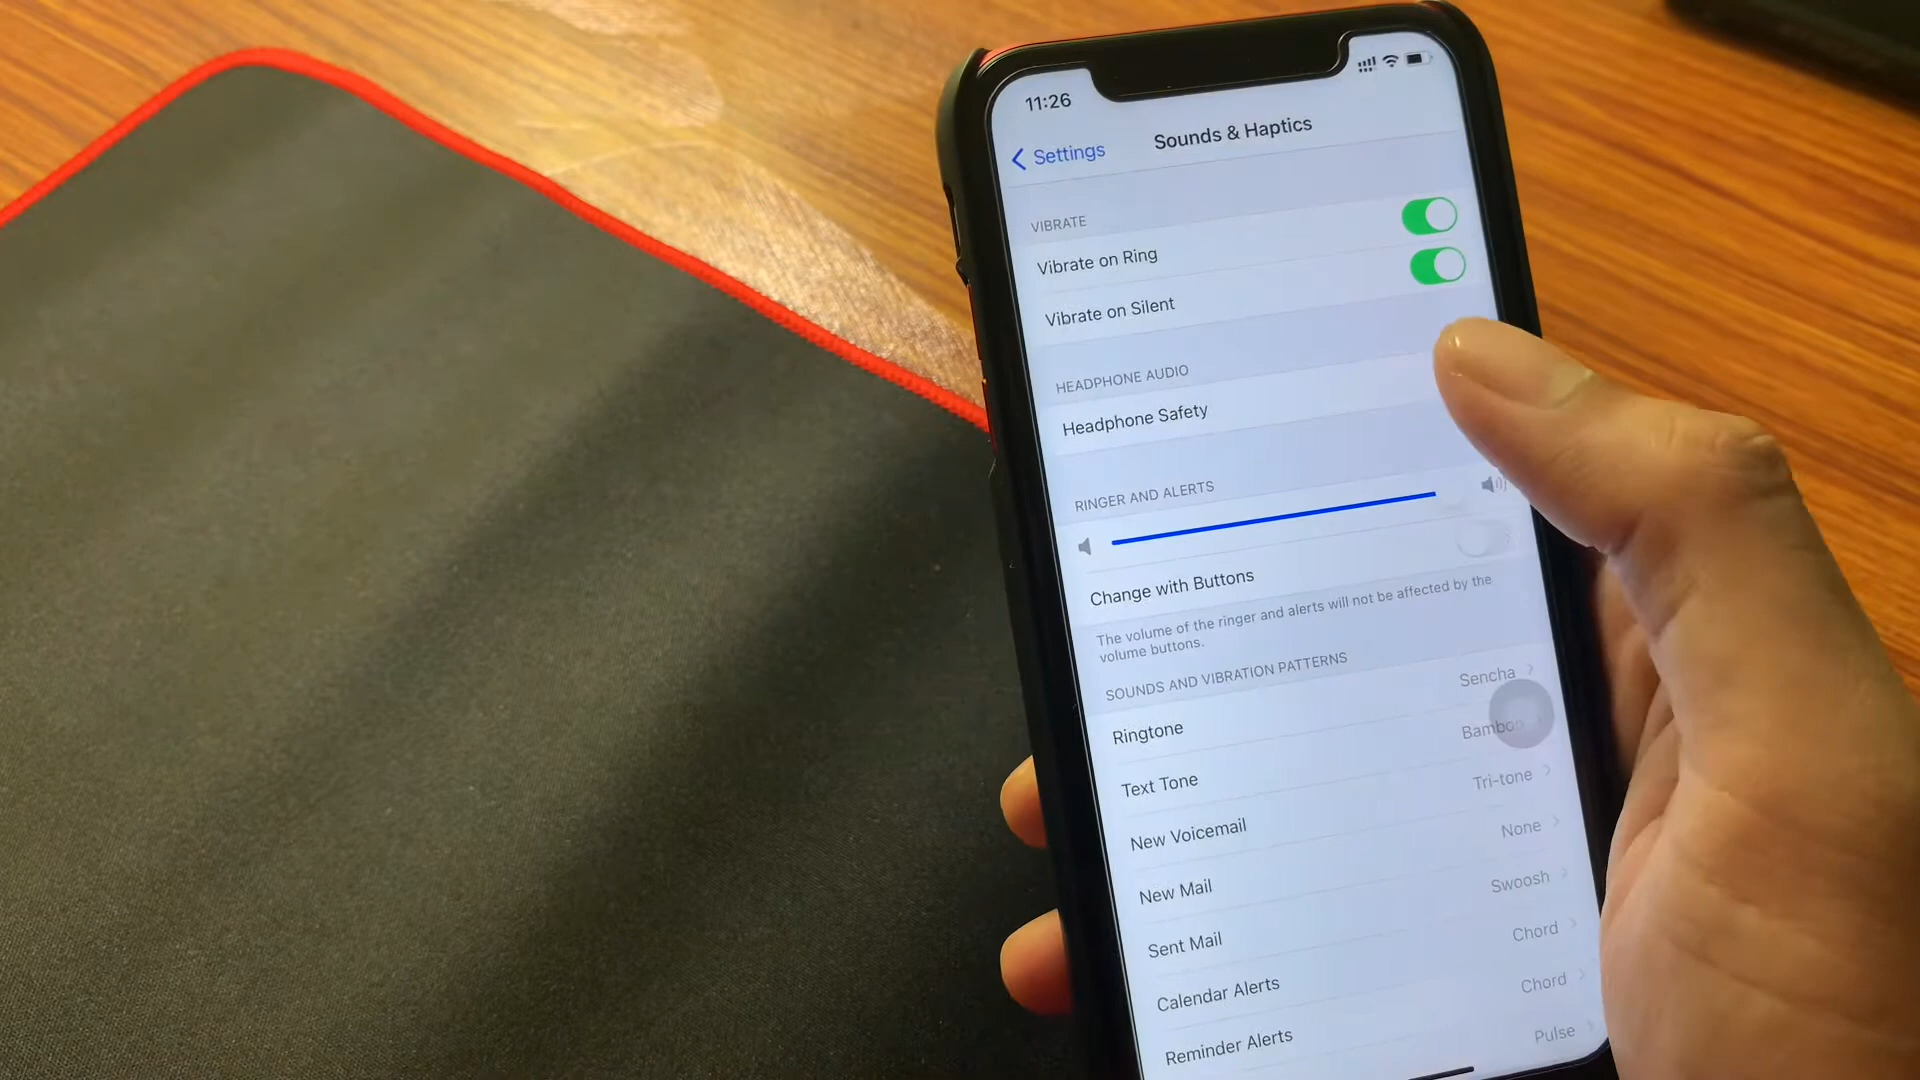 11:26
Settings
Sounds & Haptics
VIBRATE
Vibrate on Ring
Vibrate on Silent
HEADPHONE AUDIO
Headphone Safety
RINGER AND ALERTS
Change with Buttons
The volume of the ringer and alerts will not be affected by the
volume buttons.
SOUNDS AND VIBRATION PATTERNS
Ringtone Sencha
Text Tone Bamboo
New Voicemail Tri-tone
New Mail None
Sent Mail Swoosh
Calendar Alerts Chord
Reminder Alerts Chord
Pulse